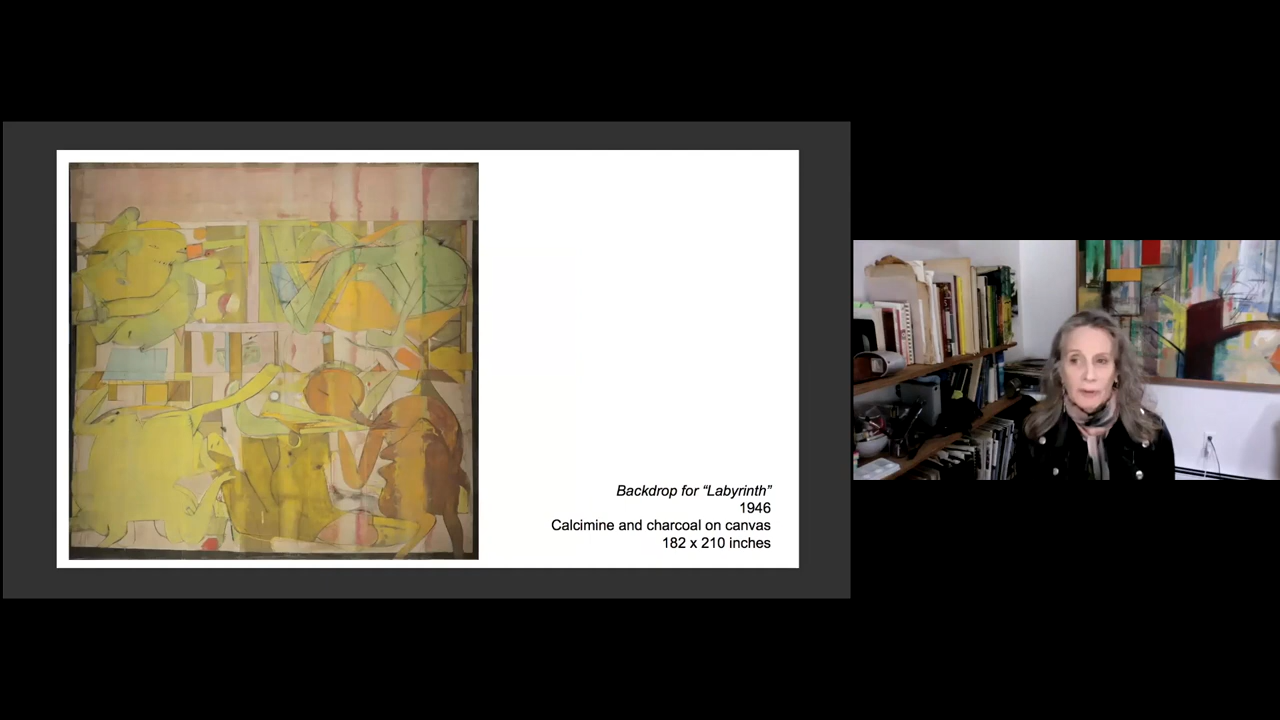 Backdrop for “Labyrinth”
1946
Calcimine and charcoal on canvas
182 x 210 inches